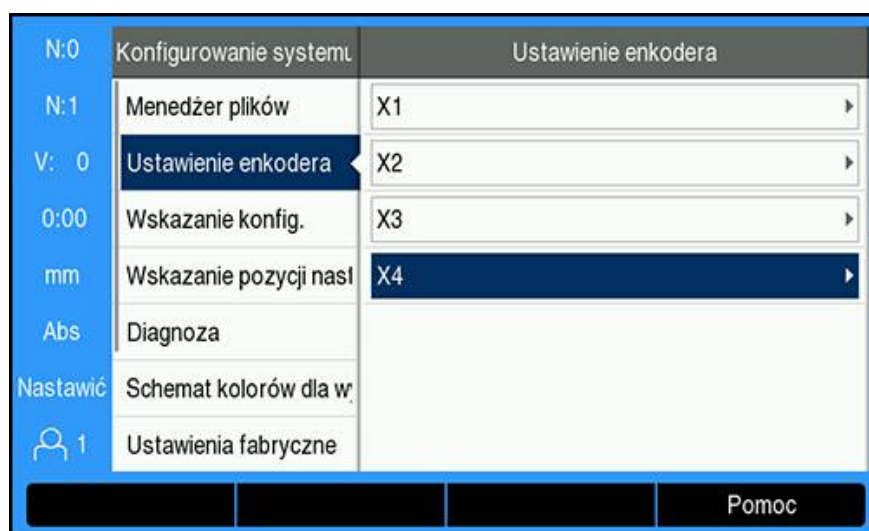 N:0
N:1
V: 0
0:00
mm
Abs
Nastawić
1
Konfigurowanie systemu
Menedżer plików
Ustawienie enkodera
Wskazanie konfig.
Wskazanie pozycji nast
Diagnoza
Schemat kolorów dla w
Ustawienia fabryczne
Ustawienie enkodera
X1
X2
X3
X4
Pomoc